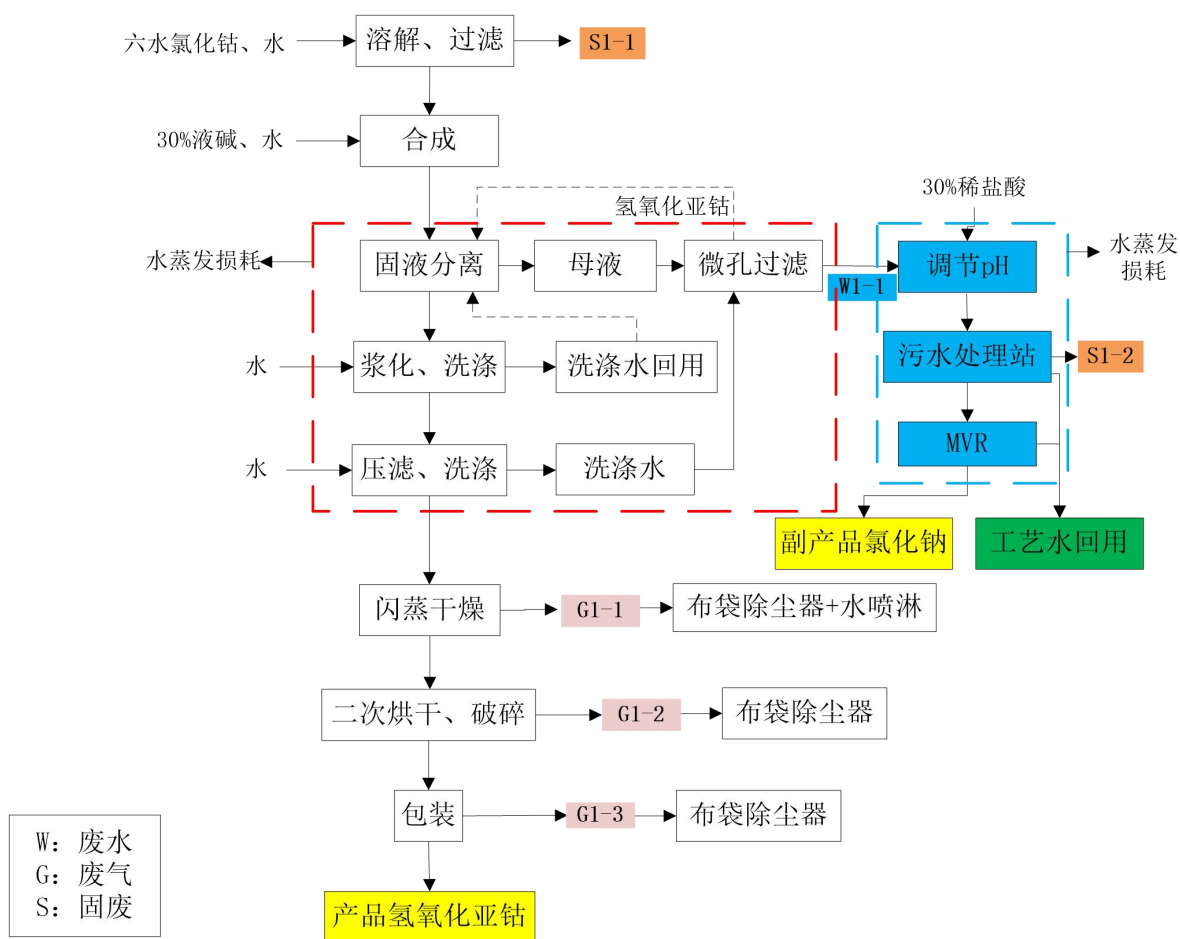 六水氯化钴、水
溶解、过滤
S1-1
30%液碱、水
合成
30%稀盐酸
氢氧化亚钴
水蒸发损耗
固液分离
母液
微孔过滤
W1-1
调节pH
水蒸发
损耗
水
浆化、洗涤
洗涤水回用
污水处理站
S1-2
MVR
水
压滤、洗涤
洗涤水
副产品氯化钠
工艺水回用
闪蒸干燥
G1-1
布袋除尘器+水喷淋
二次烘干、破碎
G1-2
布袋除尘器
包装
G1-3
布袋除尘器
产品氢氧化亚钴
W: 废水
G: 废气
S: 固废